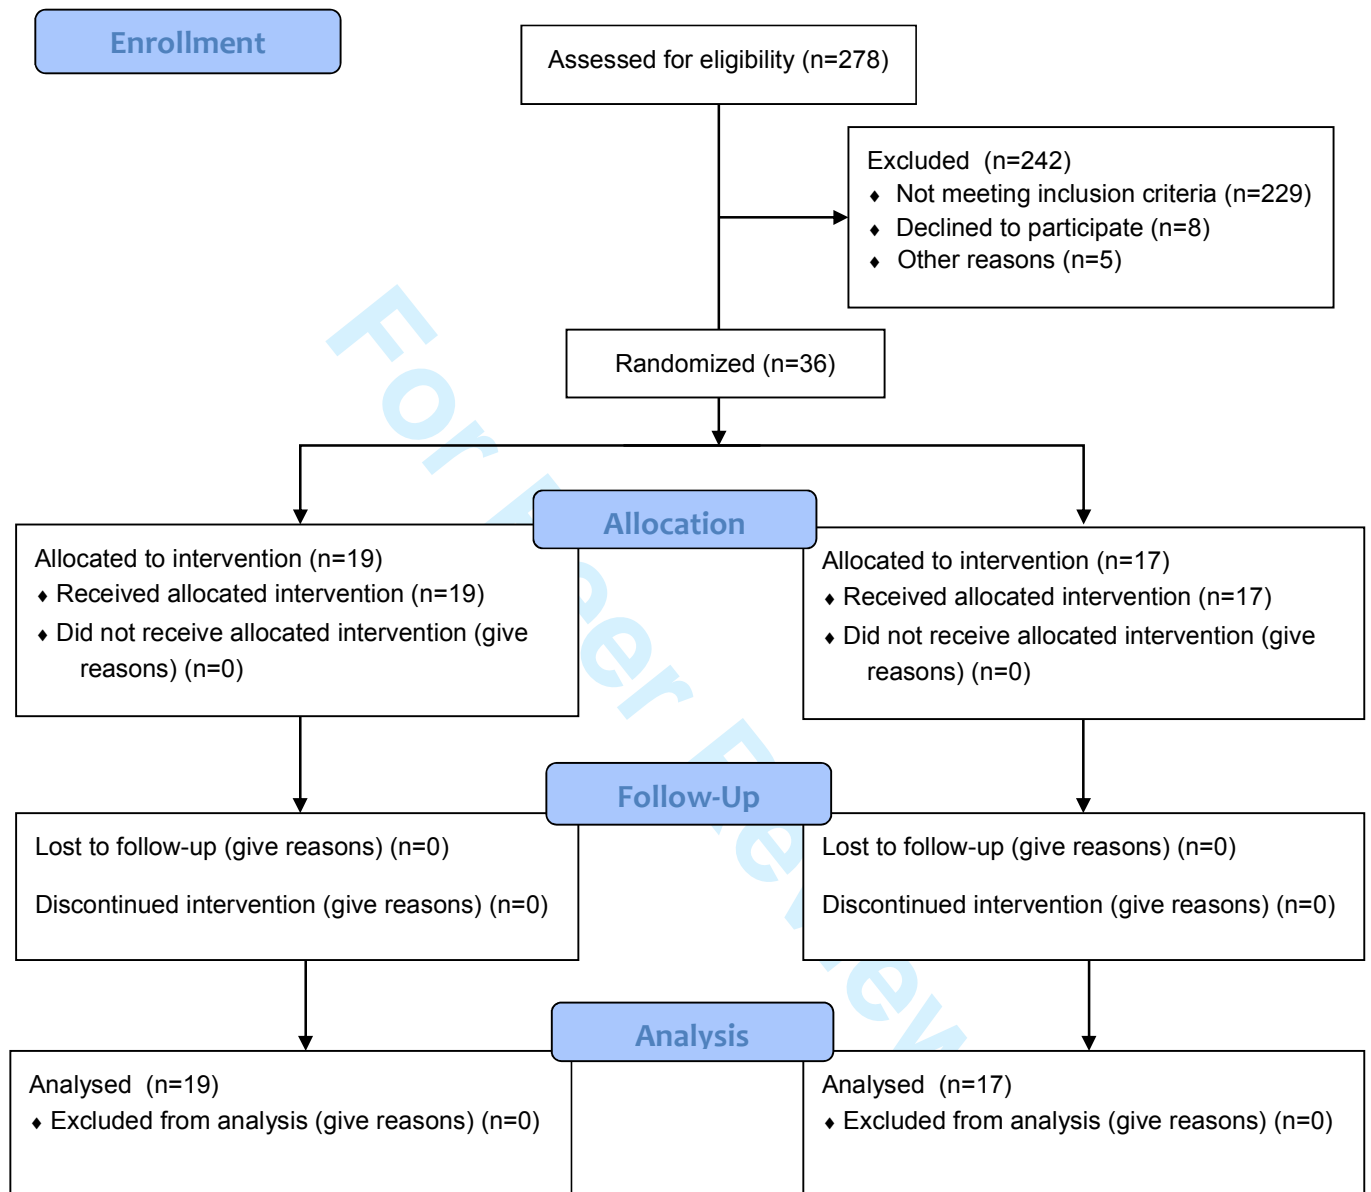 Enrollment
Assessed for eligibility (n=278)
Excluded (n=242)
♦ Not meeting inclusion criteria (n=229)
♦ Declined to participate (n=8)
♦ Other reasons (n=5)
Randomized (n=36)
Allocation
Allocated to intervention (n=19)
♦ Received allocated intervention (n=19)
♦ Did not receive allocated intervention (give
reasons) (n=0)
Allocated to intervention (n=17)
♦ Received allocated intervention (n=17)
♦ Did not receive allocated intervention (give
reasons) (n=0)
Follow-Up
Lost to follow-up (give reasons) (n=0)
Discontinued intervention (give reasons) (n=0)
Lost to follow-up (give reasons) (n=0)
Discontinued intervention (give reasons) (n=0)
Analysis
Analysed (n=19)
♦ Excluded from analysis (give reasons) (n=0)
Analysed (n=17)
♦ Excluded from analysis (give reasons) (n=0)
For Peer Review